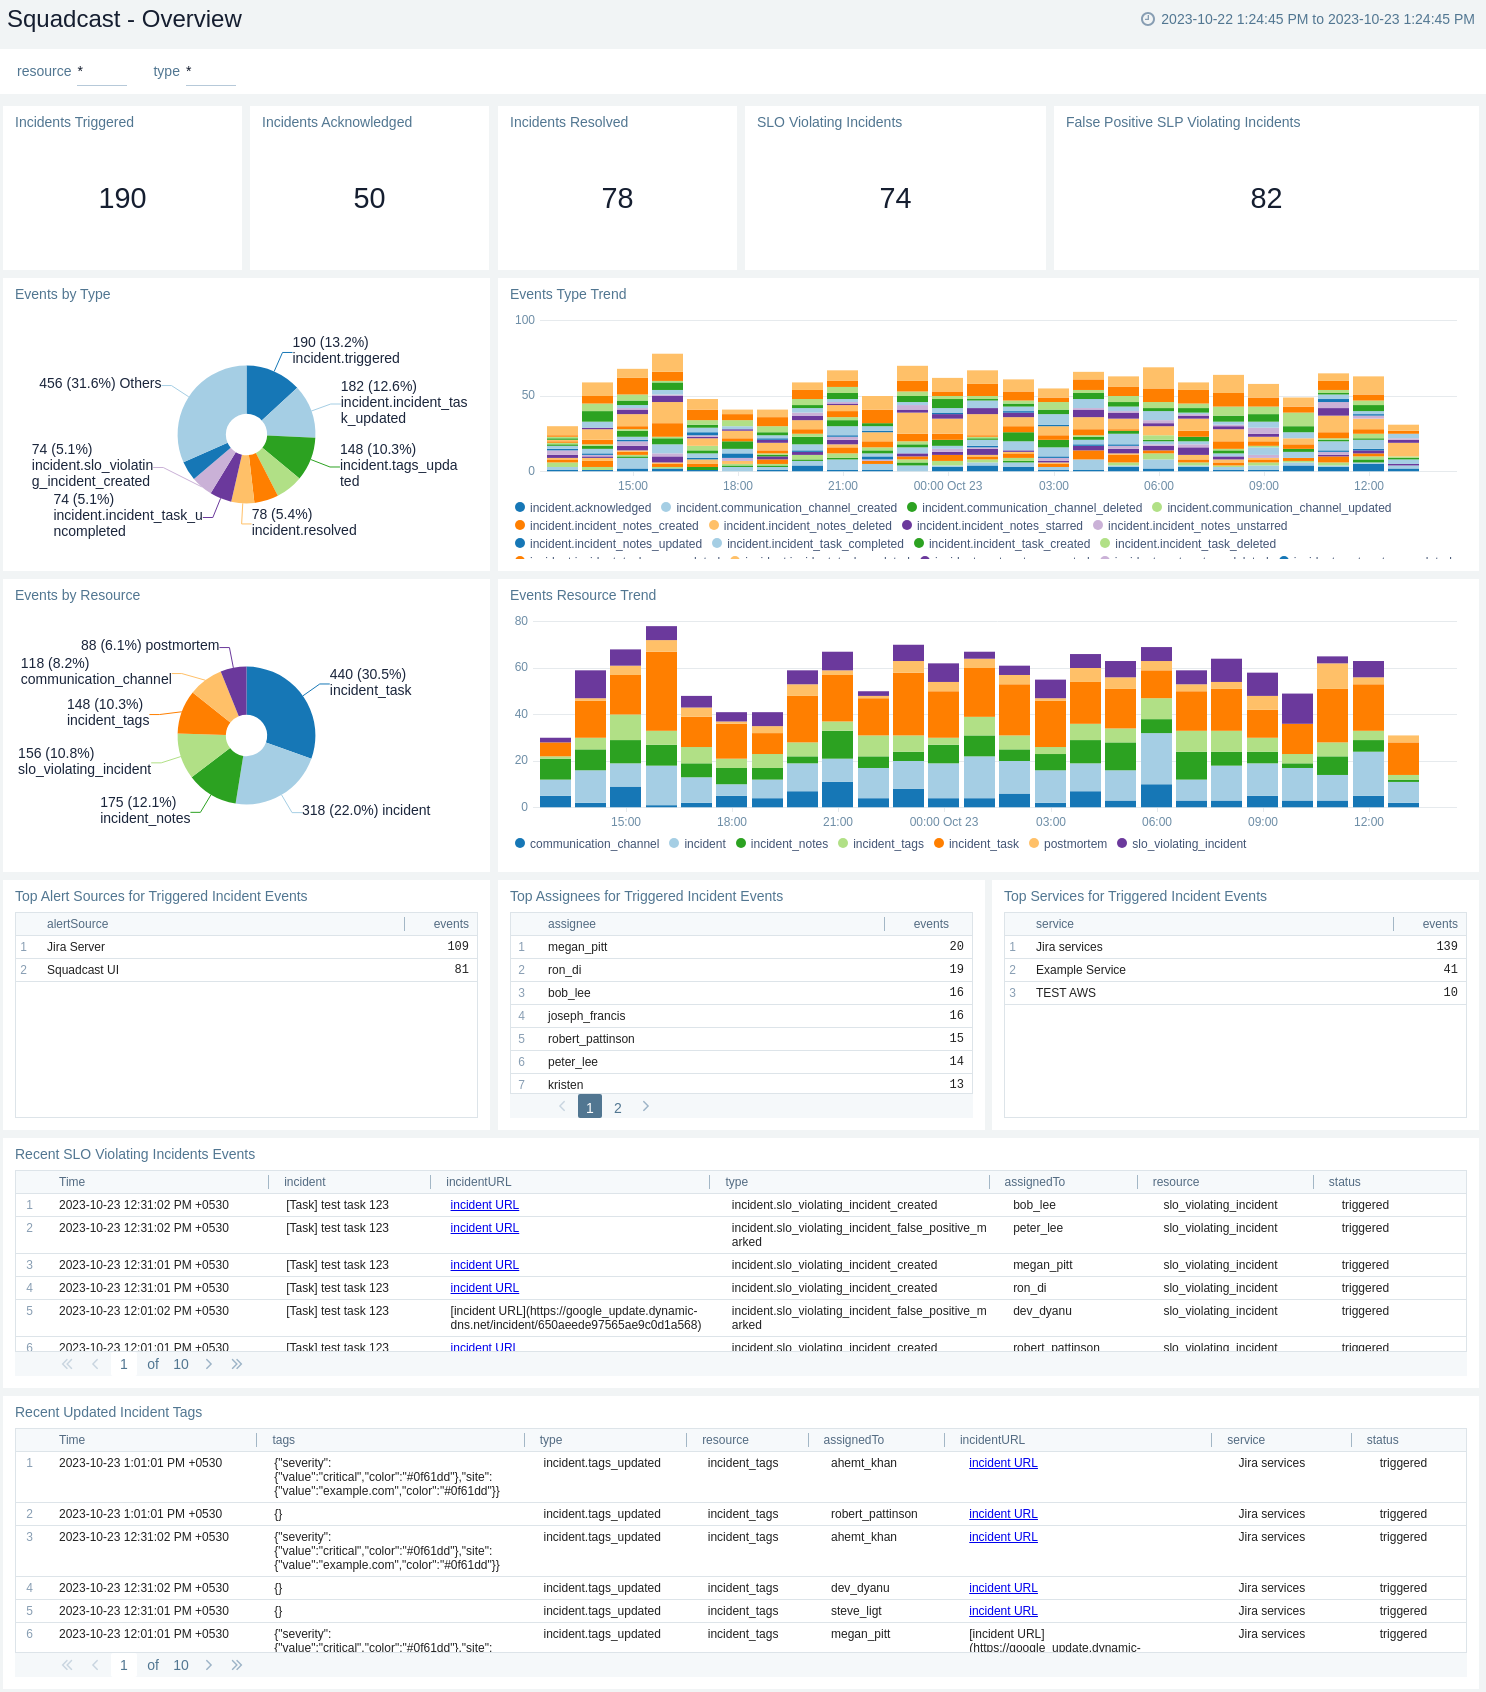 Squadcast - Overview
2023-10-22 1:24:45 PM to 2023-10-23 1:24:45 PM
resource *
type *
Incidents Triggered
190
Incidents Acknowledged
50
Incidents Resolved
78
SLO Violating Incidents
74
False Positive SLP Violating Incidents
82
Events by Type
190 (13.2%)
incident.triggered
182 (12.6%)
incident.incident_tas
k_updated
148 (10.3%)
incident.tags_upda
ted
78 (5.4%)
incident.resolved
74 (5.1%)
incident.incident_task_u
ncompleted
74 (5.1%)
incident.slo_violatin
g_incident_created
456 (31.6%) Others
Events Type Trend
100
50
0
15:00 18:00 21:00 00:00 Oct 23 03:00 06:00 09:00 12:00
incident.acknowledged incident.communication_channel_created incident.communication_channel_deleted incident.communication_channel_updated
incident.incident_notes_created incident.incident_notes_deleted incident.incident_notes_starred incident.incident_notes_unstarred
incident.incident_notes_updated incident.incident_task_completed incident.incident_task_created incident.incident_task_deleted
Events by Resource
88 (6.1%) postmortem
118 (8.2%)
communication_channel
148 (10.3%)
incident_tags
156 (10.8%)
slo_violating_incident
175 (12.1%)
incident_notes
440 (30.5%)
incident_task
318 (22.0%) incident
Events Resource Trend
80
60
40
20
0
15:00 18:00 21:00 00:00 Oct 23 03:00 06:00 09:00 12:00
communication_channel incident incident_notes incident_tags incident_task postmortem slo_violating_incident
Top Alert Sources for Triggered Incident Events
alertSource events
1 Jira Server 109
2 Squadcast UI 81
Top Assignees for Triggered Incident Events
assignee events
1 megan_pitt 20
2 ron_di 19
3 bob_lee 16
4 joseph_francis 16
5 robert_pattinson 15
6 peter_lee 14
7 kristen 13
1 2
Top Services for Triggered Incident Events
service events
1 Jira services 139
2 Example Service 41
3 TEST AWS 10
Recent SLO Violating Incidents Events
Time incident incidentURL type assignedTo resource status
1 2023-10-23 12:31:02 PM +0530 [Task] test task 123 incident URL incident.slo_violating_incident_created bob_lee slo_violating_incident triggered
2 2023-10-23 12:31:02 PM +0530 [Task] test task 123 incident URL incident.slo_violating_incident_false_positive_m peter_lee slo_violating_incident triggered
arked
3 2023-10-23 12:31:01 PM +0530 [Task] test task 123 incident URL incident.slo_violating_incident_created megan_pitt slo_violating_incident triggered
4 2023-10-23 12:31:01 PM +0530 [Task] test task 123 incident URL incident.slo_violating_incident_created ron_di slo_violating_incident triggered
5 2023-10-23 12:01:02 PM +0530 [Task] test task 123 [incident URL](https://google_update.dynamic- incident.slo_violating_incident_false_positive_m dev_dyanu slo_violating_incident triggered
dns.net/incident/650aeede97565ae9c0d1a568) arked
6 2023-10-23 12:01:01 PM +0530 [Task] test task 123 incident URL incident.slo_violating_incident_created robert_pattinson slo_violating_incident triggered
1 of 10
Recent Updated Incident Tags
Time tags type resource assignedTo incidentURL service status
1 2023-10-23 1:01:01 PM +0530 {"severity": incident.tags_updated incident_tags ahemt_khan incident URL Jira services triggered
{"value":"critical","color":"#0f61dd"},"site":
{"value":"example.com","color":"#0f61dd"}}
2 2023-10-23 1:01:01 PM +0530 {} incident.tags_updated incident_tags robert_pattinson incident URL Jira services triggered
3 2023-10-23 12:31:02 PM +0530 {"severity": incident.tags_updated incident_tags ahemt_khan incident URL Jira services triggered
{"value":"critical","color":"#0f61dd"},"site":
{"value":"example.com","color":"#0f61dd"}}
4 2023-10-23 12:31:02 PM +0530 {} incident.tags_updated incident_tags dev_dyanu incident URL Jira services triggered
5 2023-10-23 12:31:01 PM +0530 {} incident.tags_updated incident_tags steve_ligt incident URL Jira services triggered
6 2023-10-23 12:01:01 PM +0530 {"severity": incident.tags_updated incident_tags megan_pitt [incident URL] Jira services triggered
{"value":"critical","color":"#0f61dd"},"site": (https://google_update.dynamic-
1 of 10